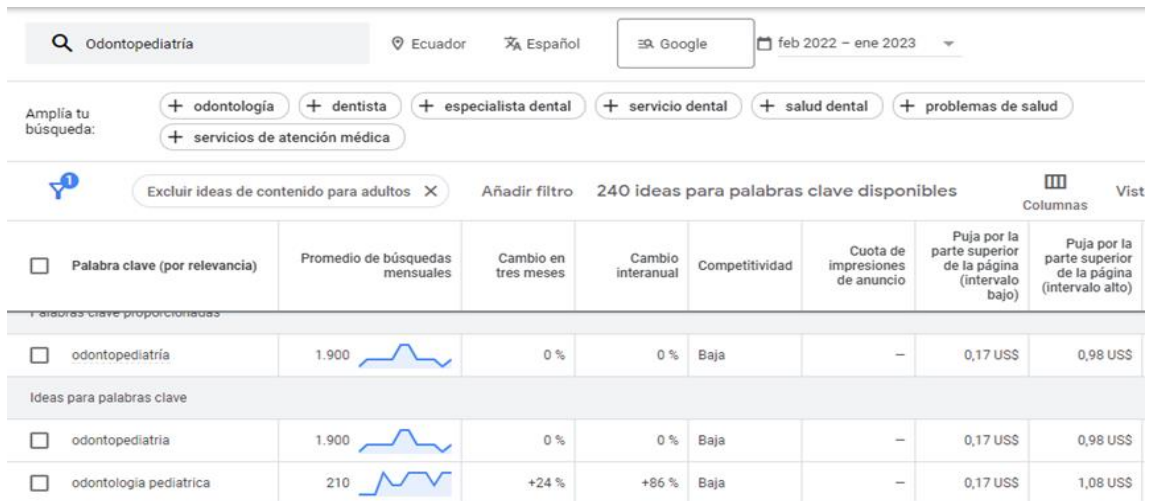 Odontopediatría Ecuador Español Google feb 2022 – ene 2023
Amplía tu búsqueda:
+ odontología + dentista + especialista dental + servicio dental + salud dental + problemas de salud
+ servicios de atención médica
1 Excluir ideas de contenido para adultos X Añadir filtro 240 ideas para palabras clave disponibles Columnas Vist
Palabra clave (por relevancia) Promedio de búsquedas mensuales Cambio en tres meses Cambio interanual Competitividad Cuota de impresiones de anuncio Puja por la parte superior de la página (intervalo bajo) Puja por la parte superior de la página (intervalo alto)
Palabras clave proporcionadas
odontopediatría 1.900 0 % 0 % Baja – 0,17 US$ 0,98 US$
Ideas para palabras clave
odontopediatria 1.900 0 % 0 % Baja – 0,17 US$ 0,98 US$
odontologia pediatrica 210 +24 % +86 % Baja – 0,17 US$ 1,08 US$